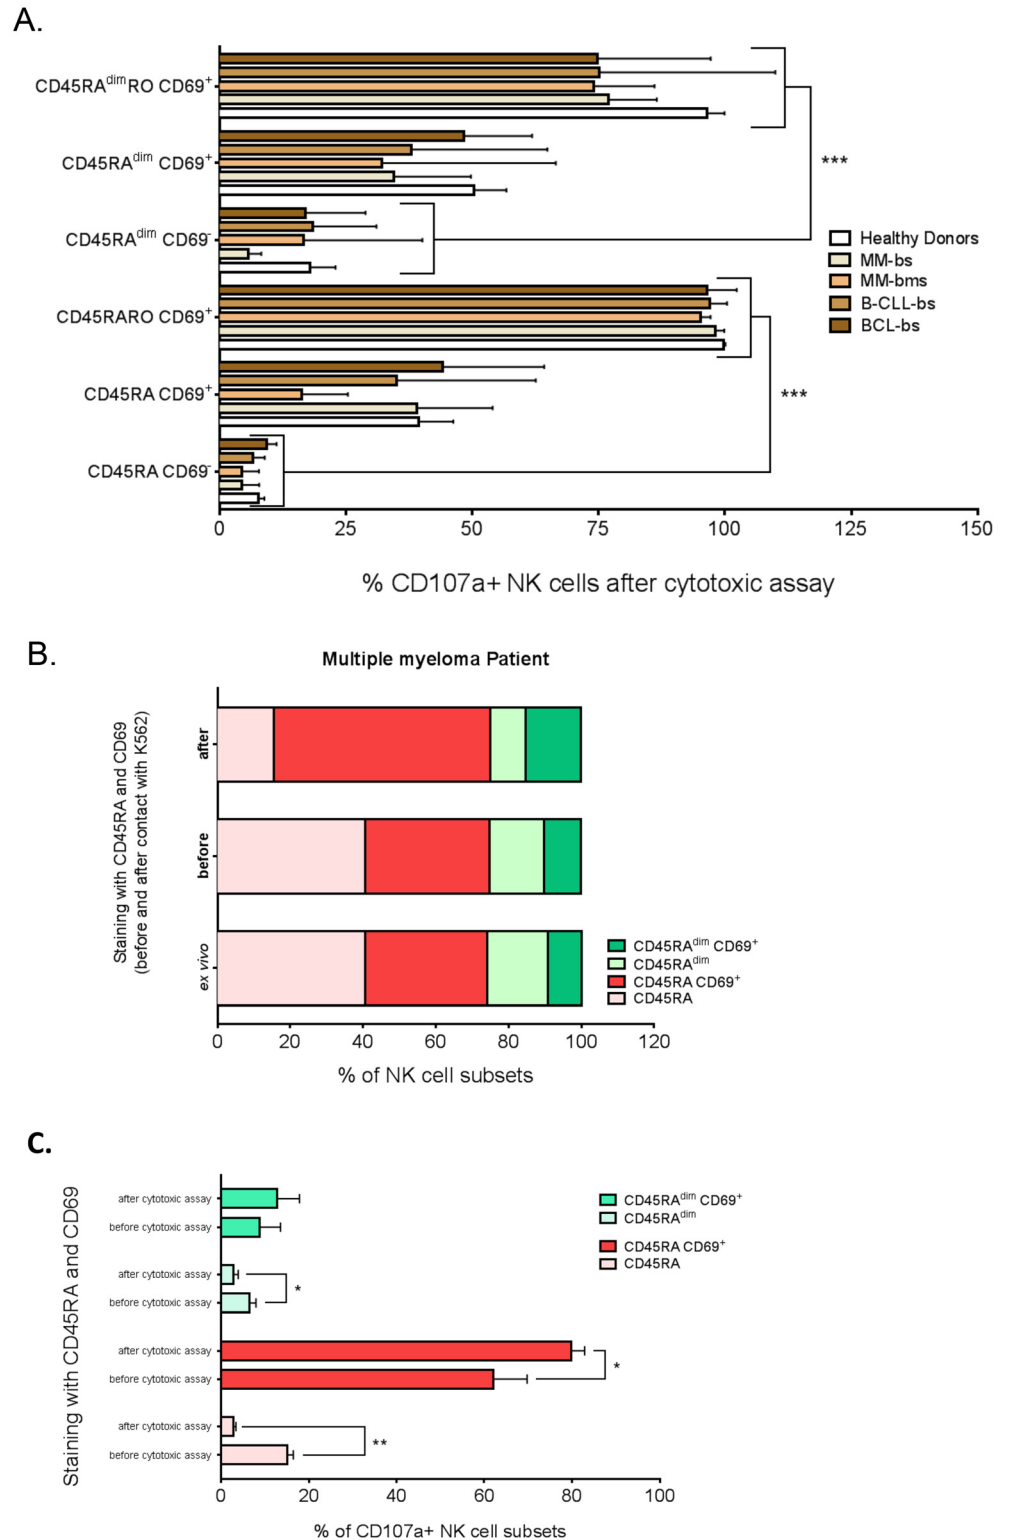 A.
CD45RAdimRO CD69+
CD45RAdim CD69+
CD45RAdim CD69-
CD45RARO CD69+
CD45RA CD69+
CD45RA CD69-
***
***
Healthy Donors
MM-bs
MM-bms
B-CLL-bs
BCL-bs
0 25 50 75 100 125 150
% CD107a+ NK cells after cytotoxic assay
B.
Multiple myeloma Patient
Staining with CD45RA and CD69
(before and after contact with K562)
after
before
ex vivo
CD45RAdim CD69+
CD45RAdim
CD45RA CD69+
CD45RA
0 20 40 60 80 100 120
% of NK cell subsets
C.
Staining with CD45RA and CD69
after cytotoxic assay
before cytotoxic assay
after cytotoxic assay
before cytotoxic assay
*
after cytotoxic assay
before cytotoxic assay
*
after cytotoxic assay
before cytotoxic assay
**
CD45RAdim CD69+
CD45RAdim
CD45RA CD69+
CD45RA
0 20 40 60 80 100
% of CD107a+ NK cell subsets